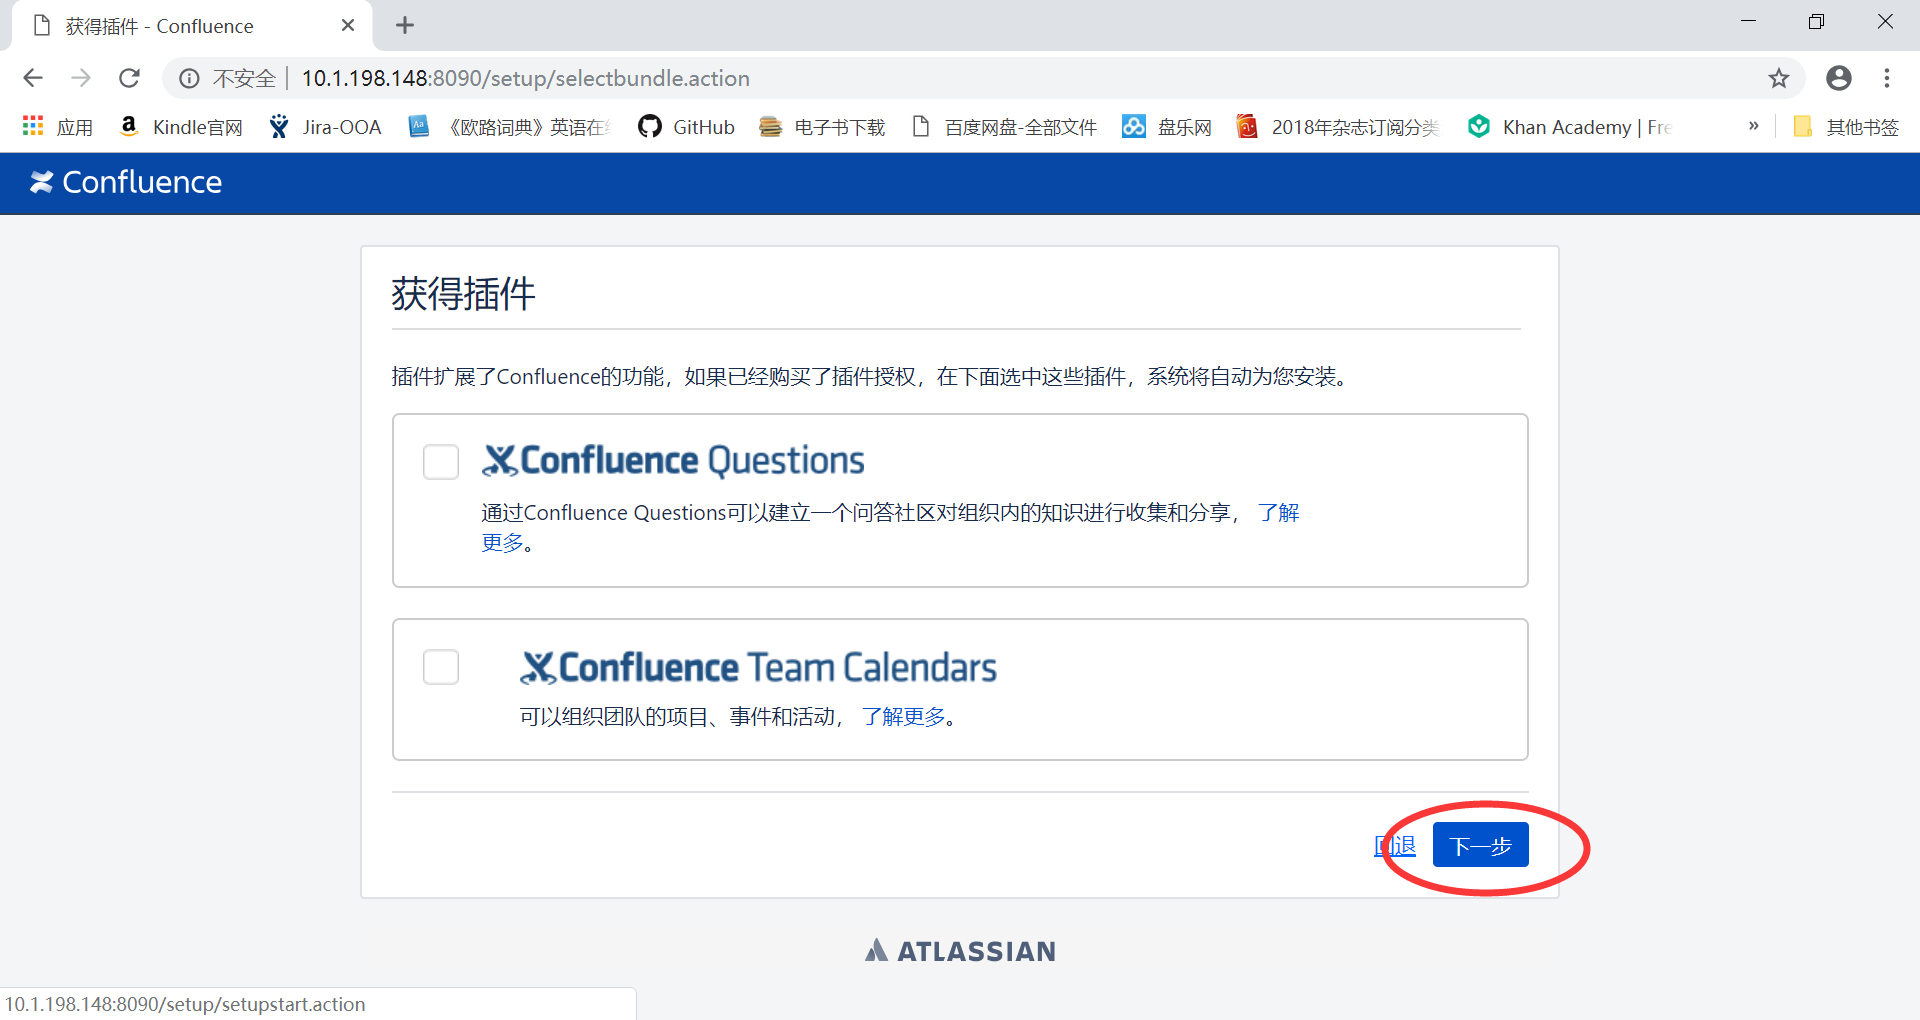 获得插件 - Confluence
不安全 10.1.198.148:8090/setup/selectbundle.action
应用 Kindle官网 Jira-OOA 《欧路词典》英语在 GitHub 电子书下载 百度网盘-全部文件 盘乐网 2018年杂志订阅分类 Khan Academy | Fre » 其他书签
Confluence
获得插件
插件扩展了Confluence的功能，如果已经购买了插件授权，在下面选中这些插件，系统将自动为您安装。
Confluence Questions
通过Confluence Questions可以建立一个问答社区对组织内的知识进行收集和分享， 了解
更多。
Confluence Team Calendars
可以组织团队的项目、事件和活动， 了解更多。
回退 下一步
ATLASSIAN
10.1.198.148:8090/setup/setupstart.action